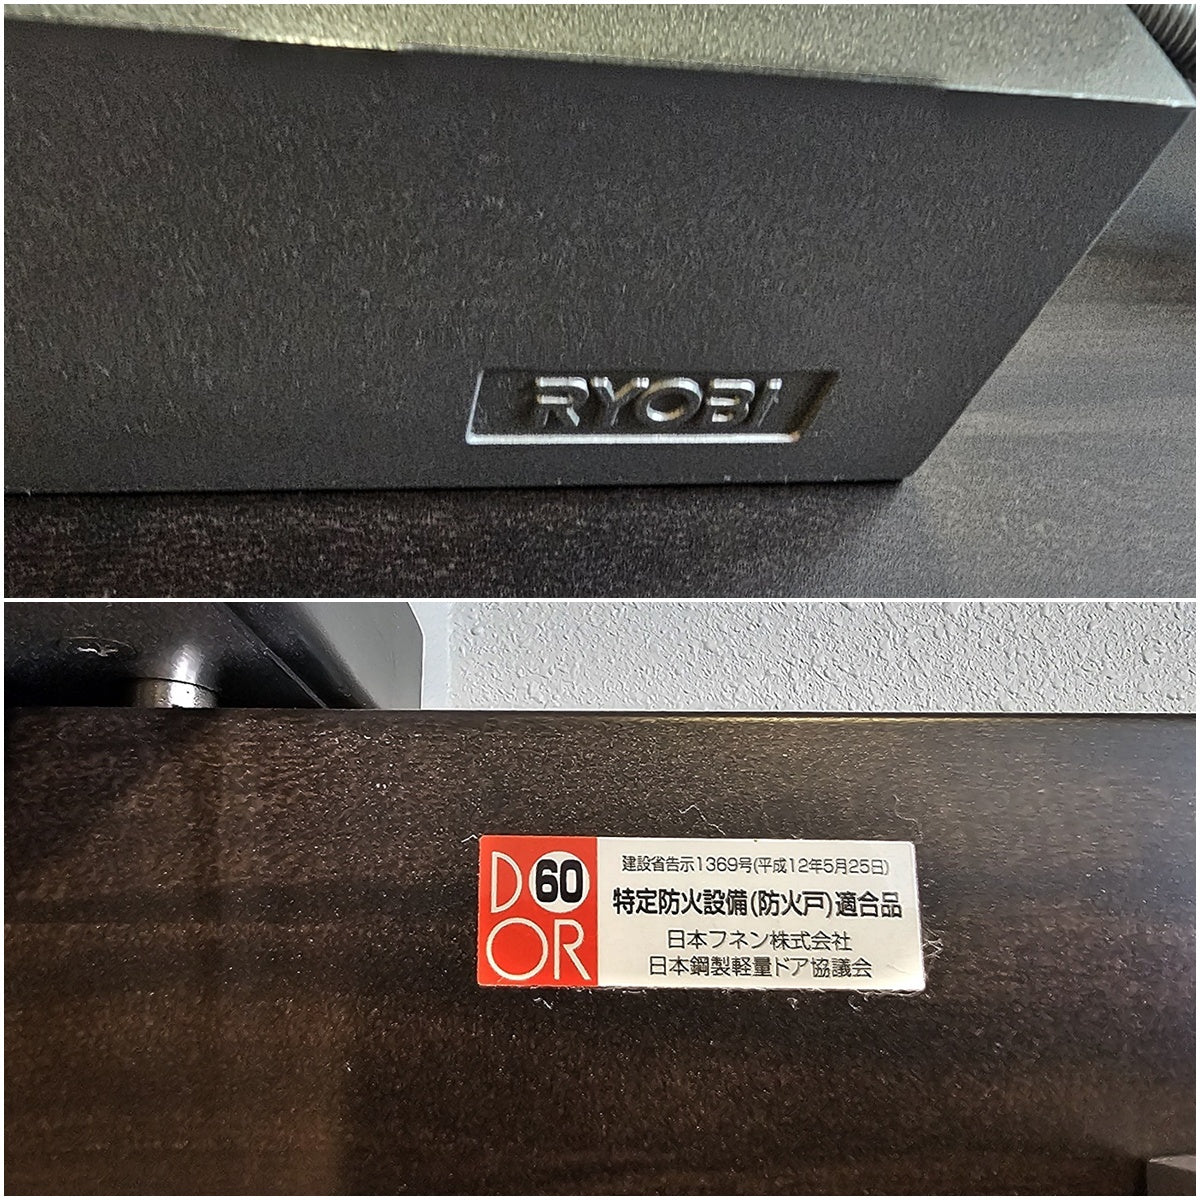 RYOBI
DO60
OR
建設省告示1369号(平成12年5月25日)
特定防火設備(防火戸)適合品
日本フネン株式会社
日本鋼製軽量ドア協議会